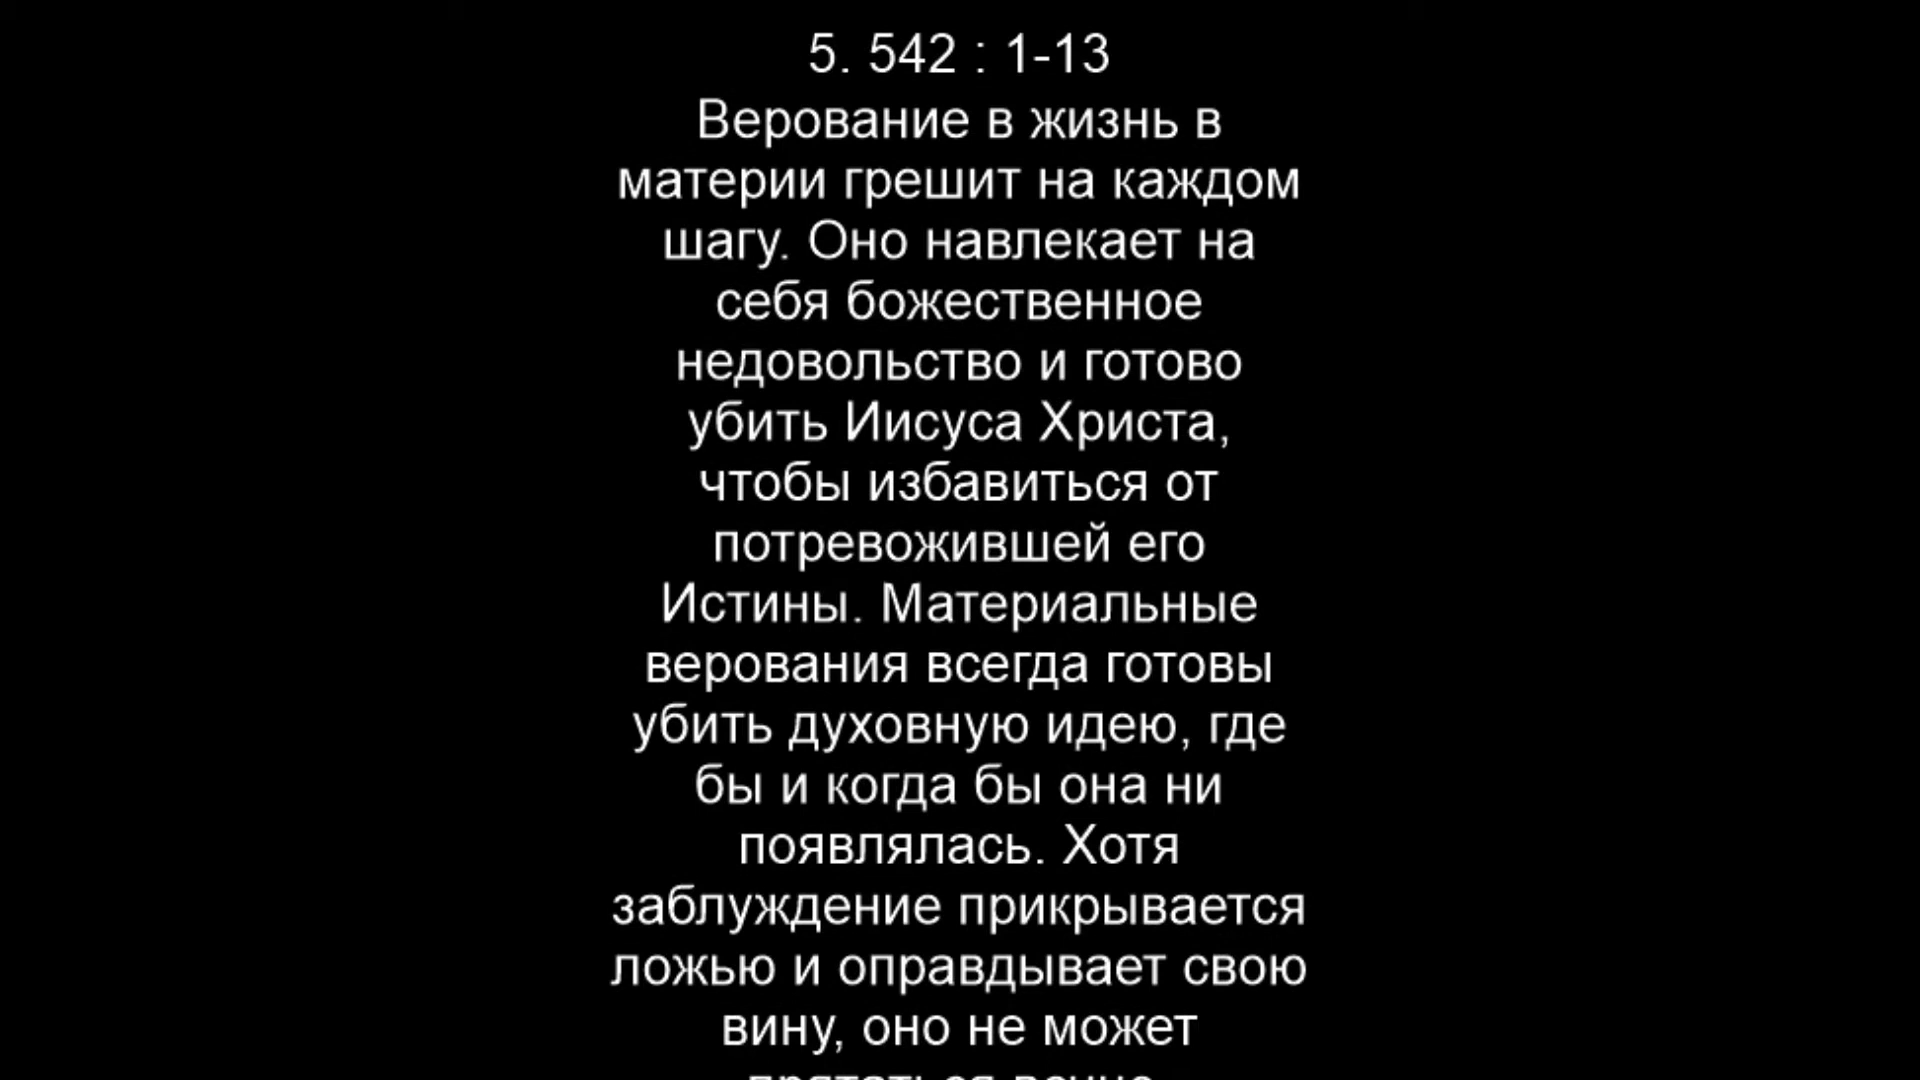 5. 542 : 1-13
Верование в жизнь в
материи грешит на каждом
шагу. Оно навлекает на
себя божественное
недовольство и готово
убить Иисуса Христа,
чтобы избавиться от
потревожившей его
Истины. Материальные
верования всегда готовы
убить духовную идею, где
бы и когда бы она ни
появлялась. Хотя
заблуждение прикрывается
ложью и оправдывает свою
вину, оно не может